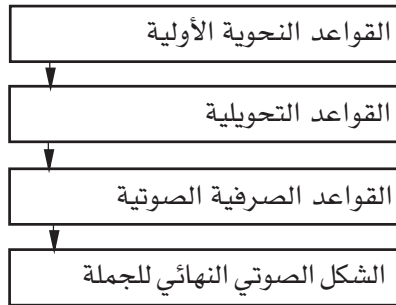 القواعد النحوية الأولية
القواعد التحويلية
القواعد الصرفية الصوتية
الشكل الصوتي النهائي للجملة